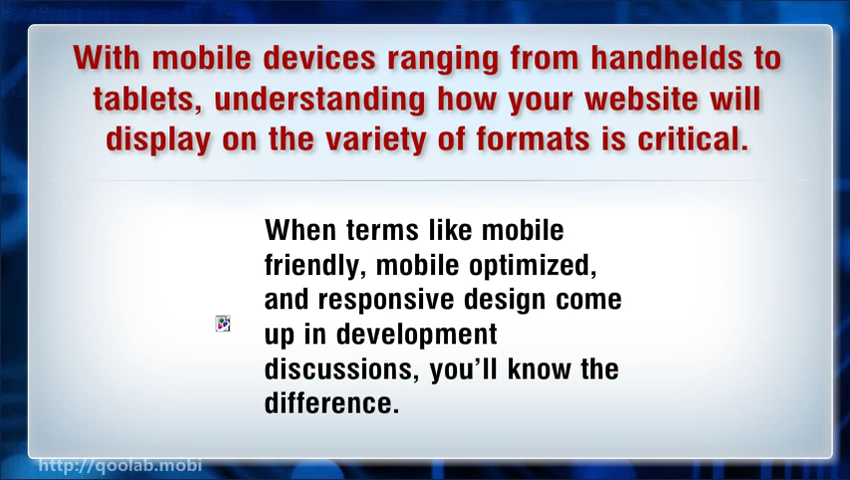 With mobile devices ranging from handhelds to
tablets, understanding how your website will
display on the variety of formats is critical.
When terms like mobile
friendly, mobile optimized,
and responsive design come
up in development
discussions, you’ll know the
difference.
http://qoolab.mobi